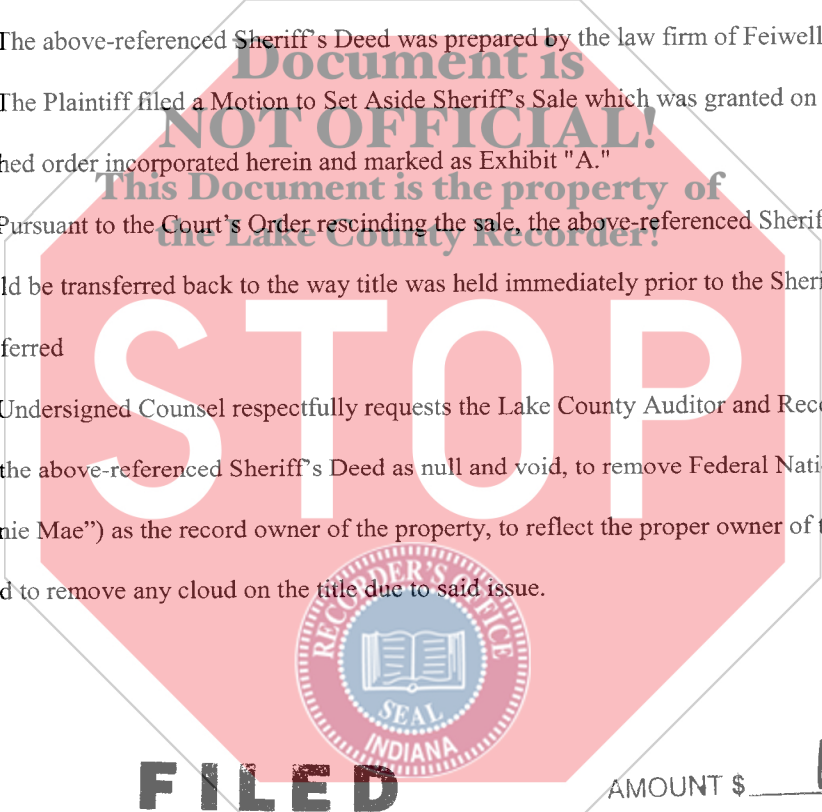 The above-referenced Sheriff's Deed was prepared by the law firm of Feiwell
Document is
The Plaintiff filed a Motion to Set Aside Sheriff's Sale which was granted on
NOT OFFICIAL!
hed order incorporated herein and marked as Exhibit "A."
This Document is the property of
Pursuant to the Court's Order rescinding the sale, the above-referenced Sherif
the Lake County Recorder!
ld be transferred back to the way title was held immediately prior to the Sheri
ferred
STOP
Undersigned Counsel respectfully requests the Lake County Auditor and Rec
the above-referenced Sheriff's Deed as null and void, to remove Federal Nati
nie Mae") as the record owner of the property, to reflect the proper owner of t
d to remove any cloud on the title due to said issue.
RECORDER'S OFFICE
SEAL
INDIANA
FILED
AMOUNT $